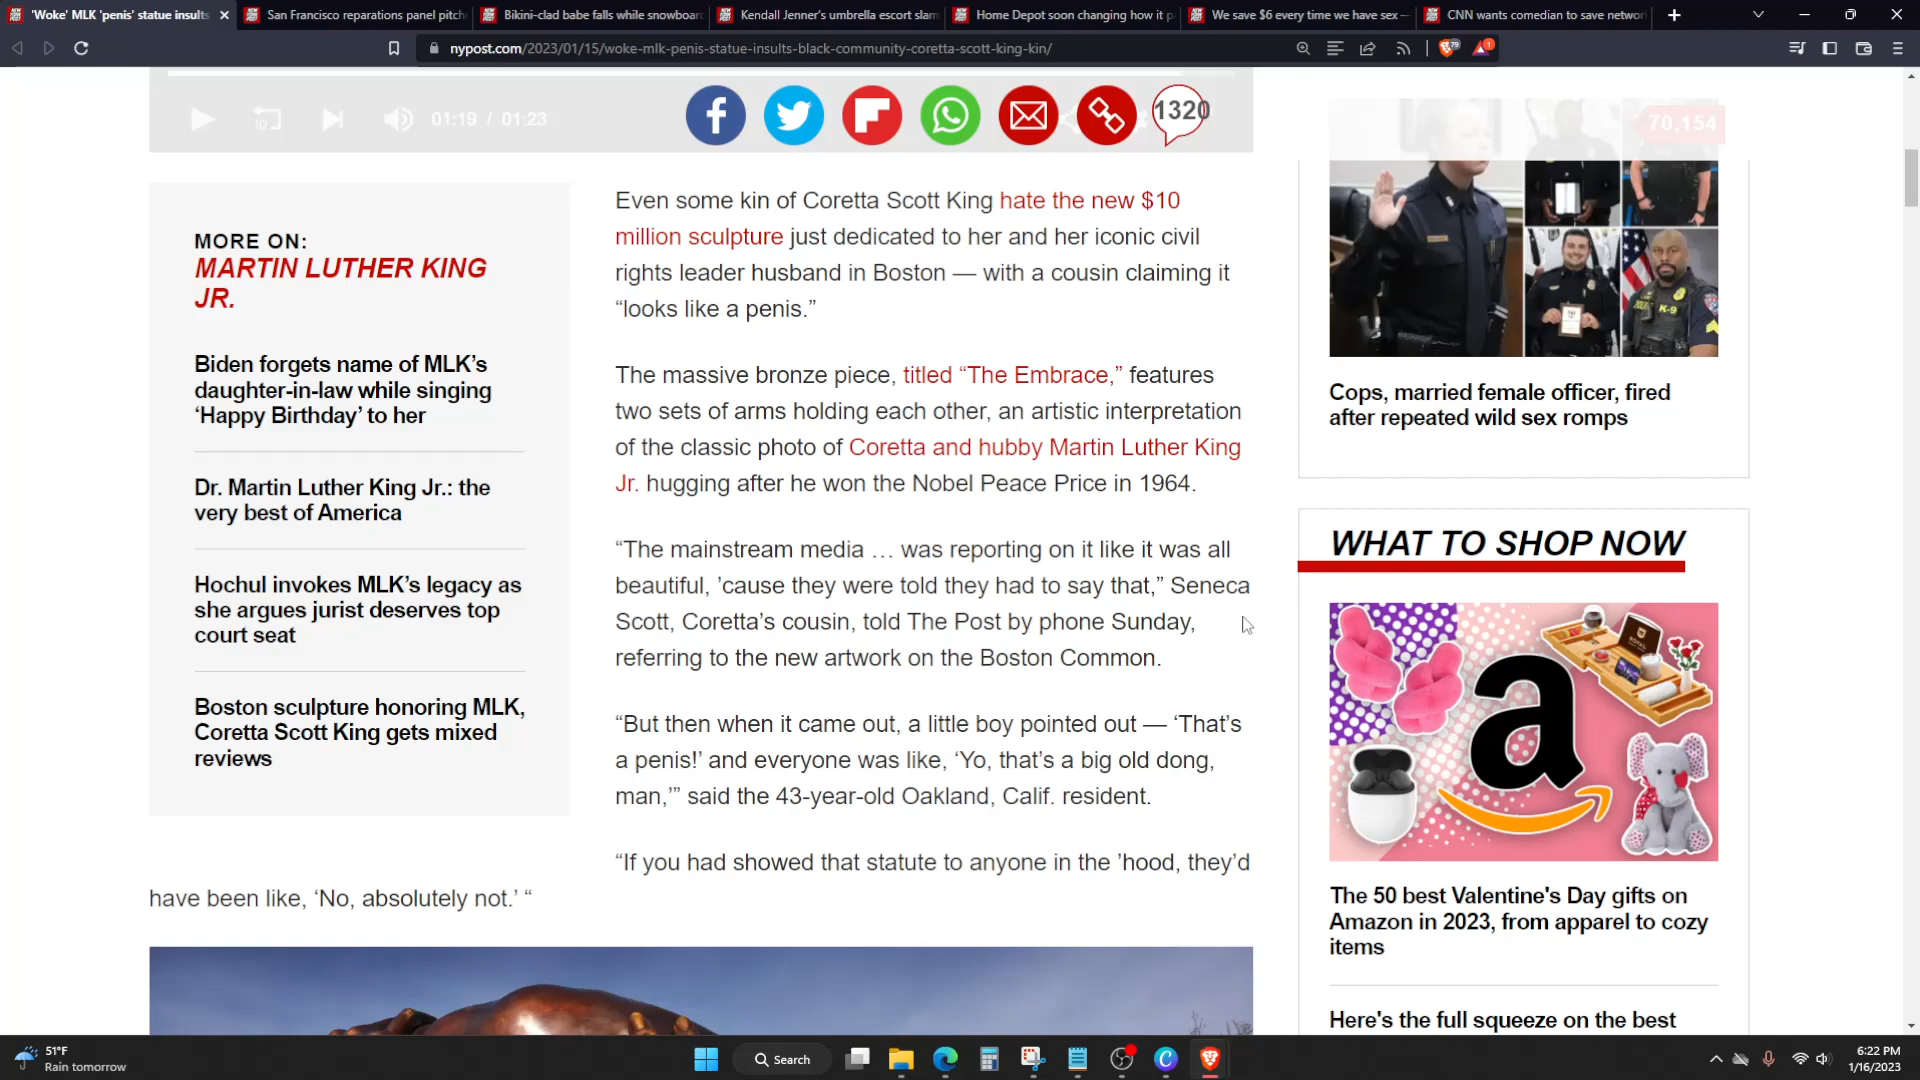 'Woke' MLK 'penis' statue insults
San Francisco reparations panel pitch
Bikini-clad babe falls while snowboar
Kendall Jenner's umbrella escort slam
Home Depot soon changing how it p
We save $6 every time we have sex —
CNN wants comedian to save networ
nypost.com/2023/01/15/woke-mlk-penis-statue-insults-black-community-coretta-scott-king-kin/
79
1
10
01:19 / 01:23
1320
70,154
MORE ON:
MARTIN LUTHER KING
JR.
Biden forgets name of MLK's
daughter-in-law while singing
‘Happy Birthday’ to her
Dr. Martin Luther King Jr.: the
very best of America
Hochul invokes MLK’s legacy as
she argues jurist deserves top
court seat
Boston sculpture honoring MLK,
Coretta Scott King gets mixed
reviews
Even some kin of Coretta Scott King hate the new $10
million sculpture just dedicated to her and her iconic civil
rights leader husband in Boston — with a cousin claiming it
“looks like a penis.”
The massive bronze piece, titled “The Embrace,” features
two sets of arms holding each other, an artistic interpretation
of the classic photo of Coretta and hubby Martin Luther King
Jr. hugging after he won the Nobel Peace Price in 1964.
“The mainstream media … was reporting on it like it was all
beautiful, ’cause they were told they had to say that,” Seneca
Scott, Coretta’s cousin, told The Post by phone Sunday,
referring to the new artwork on the Boston Common.
“But then when it came out, a little boy pointed out — ‘That’s
a penis!’ and everyone was like, ‘Yo, that’s a big old dong,
man,’” said the 43-year-old Oakland, Calif. resident.
“If you had showed that statute to anyone in the ’hood, they’d
have been like, ‘No, absolutely not.’ “
K-9
Cops, married female officer, fired
after repeated wild sex romps
WHAT TO SHOP NOW
a
The 50 best Valentine's Day gifts on
Amazon in 2023, from apparel to cozy
items
Here's the full squeeze on the best
51°F
Rain tomorrow
Search
6:22 PM
1/16/2023